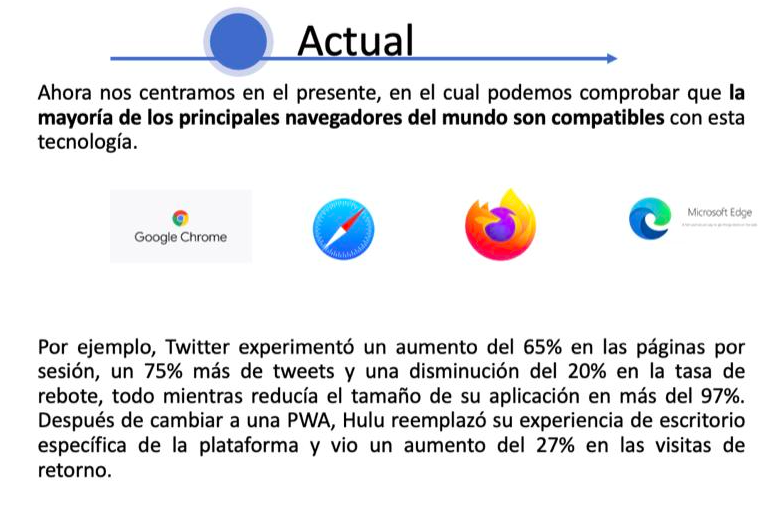 Actual
Ahora nos centramos en el presente, en el cual podemos comprobar que la
mayoría de los principales navegadores del mundo son compatibles con esta
tecnología.
Google Chrome
Microsoft Edge
Por ejemplo, Twitter experimentó un aumento del 65% en las páginas por
sesión, un 75% más de tweets y una disminución del 20% en la tasa de
rebote, todo mientras reducía el tamaño de su aplicación en más del 97%.
Después de cambiar a una PWA, Hulu reemplazó su experiencia de escritorio
específica de la plataforma y vio un aumento del 27% en las visitas de
retorno.